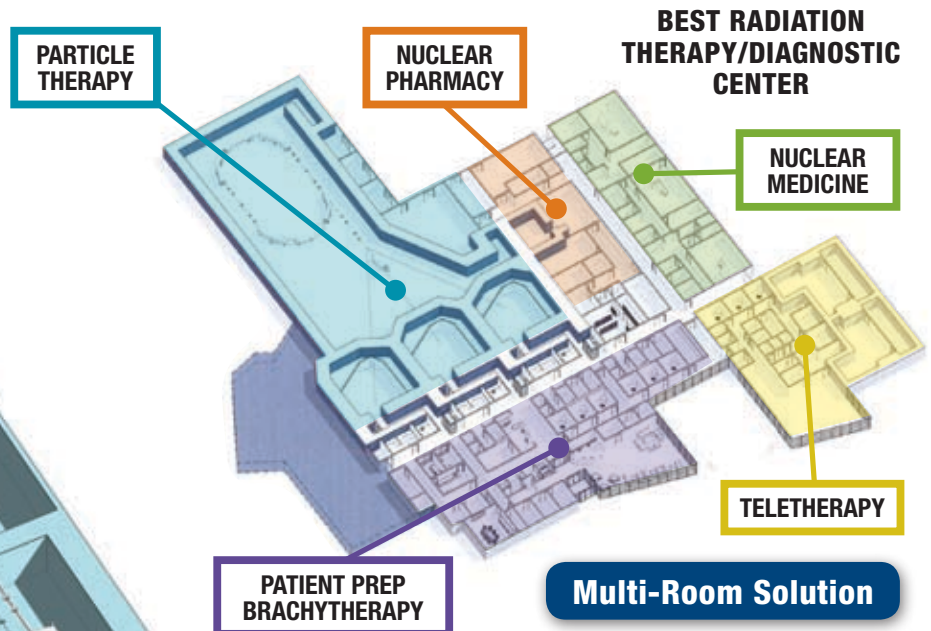 BEST RADIATION
THERAPY/DIAGNOSTIC
CENTER
PARTICLE
THERAPY
NUCLEAR
PHARMACY
NUCLEAR
MEDICINE
TELETHERAPY
PATIENT PREP
BRACHYTHERAPY
Multi-Room Solution